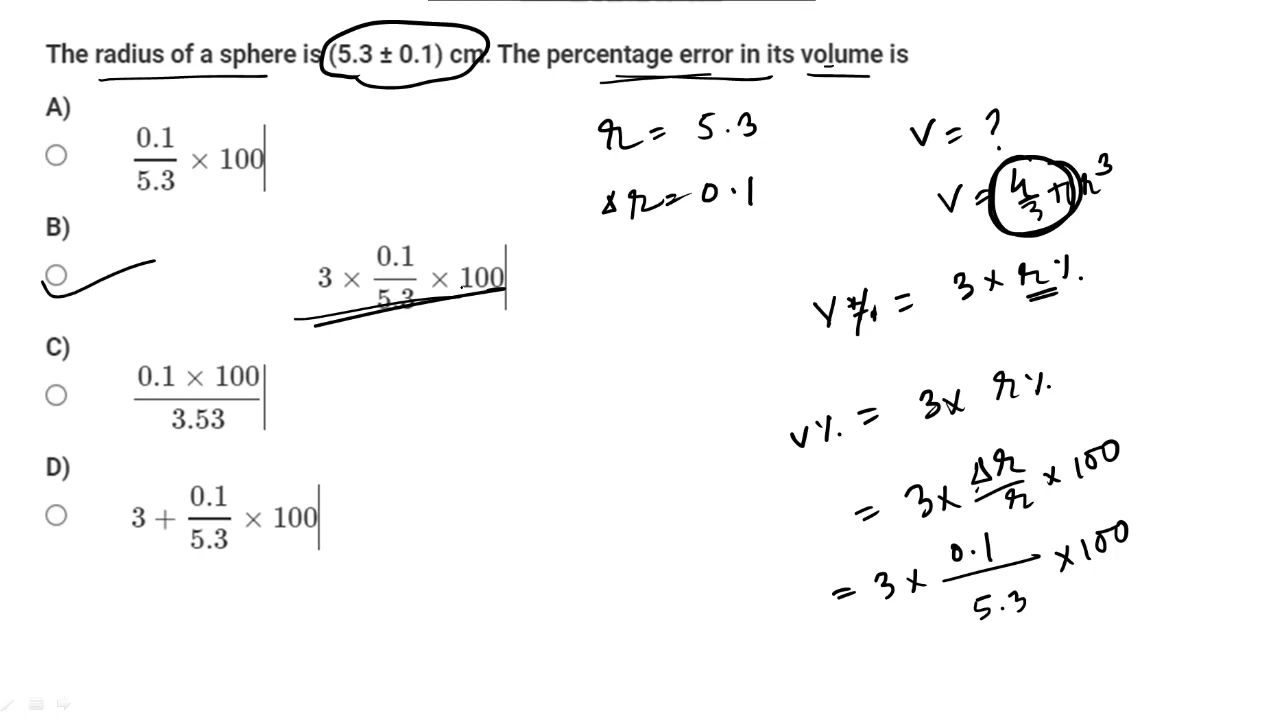 The radius of a sphere is (5.3 ± 0.1) cm. The percentage error in its volume is
A)
0.1
5.3
× 100
B)
3 × 0.1
5.3
× 100
C)
0.1 × 100
3.53
D)
3 + 0.1
5.3
× 100
r = 5.3
Δr = 0.1
V = ?
V = 4/3 π r³
V % = 3 × r %.
V %. = 3 × r %.
= 3 × Δr/r × 100
= 3 × 0.1/5.3 × 100